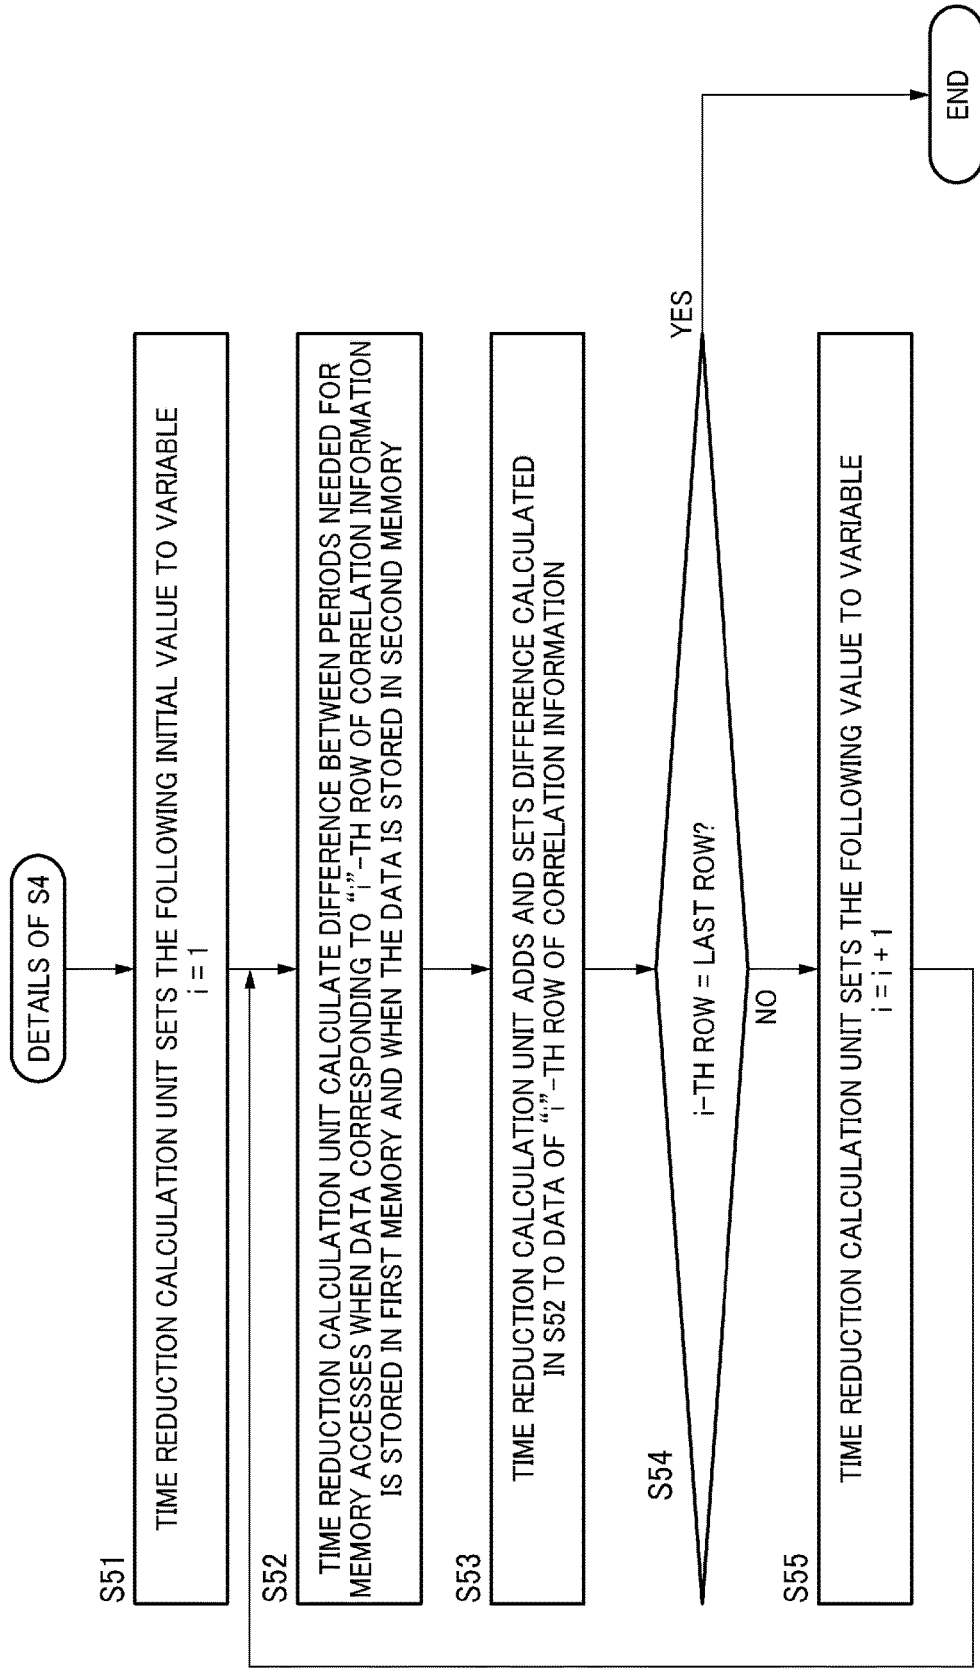 DETAILS OF S4
S51
TIME REDUCTION CALCULATION UNIT SETS THE FOLLOWING INITIAL VALUE TO VARIABLE
i = 1
S52
TIME REDUCTION CALCULATION UNIT CALCULATE DIFFERENCE BETWEEN PERIODS NEEDED FOR
MEMORY ACCESSES WHEN DATA CORRESPONDING TO "i"-TH ROW OF CORRELATION INFORMATION
IS STORED IN FIRST MEMORY AND WHEN THE DATA IS STORED IN SECOND MEMORY
S53
TIME REDUCTION CALCULATION UNIT ADDS AND SETS DIFFERENCE CALCULATED
IN S52 TO DATA OF "i"-TH ROW OF CORRELATION INFORMATION
S54
i-TH ROW = LAST ROW?
YES
NO
S55
TIME REDUCTION CALCULATION UNIT SETS THE FOLLOWING VALUE TO VARIABLE
i = i + 1
END